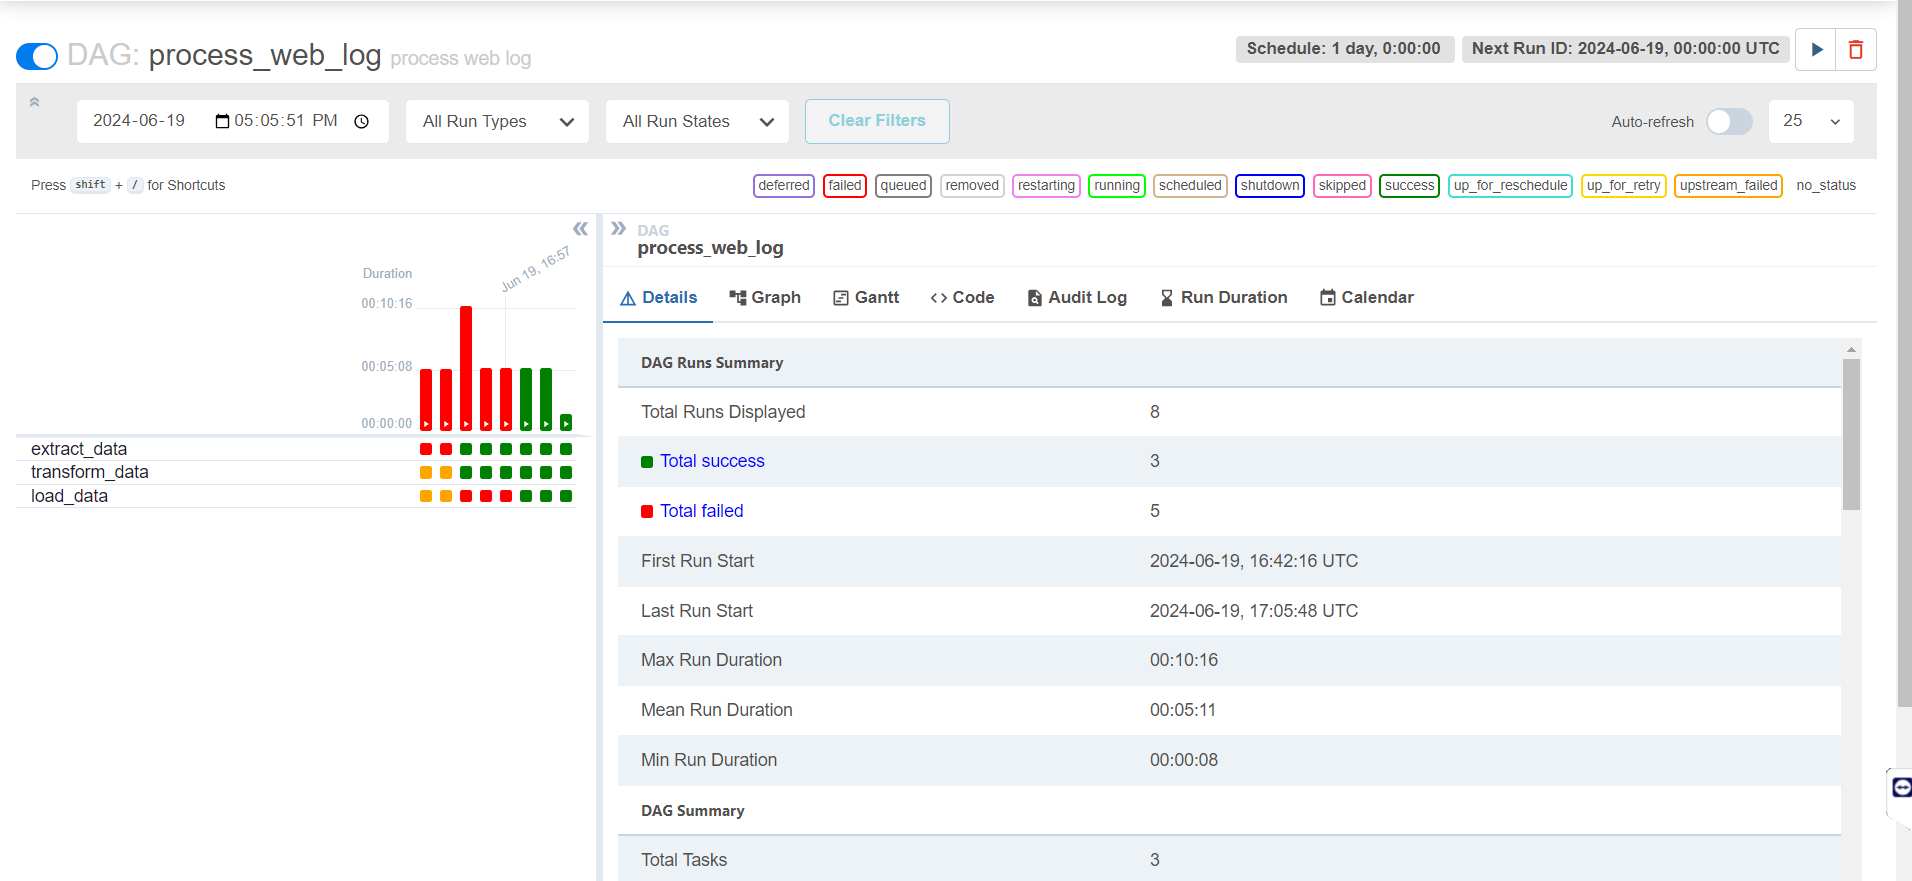 DAG: process_web_log process web log
Schedule: 1 day, 0:00:00
Next Run ID: 2024-06-19, 00:00:00 UTC
2024-06-19 05:05:51 PM
All Run Types
All Run States
Clear Filters
Auto-refresh
25
Press shift + / for Shortcuts
deferred failed queued removed restarting running scheduled shutdown skipped success up_for_reschedule up_for_retry upstream_failed no_status
Jun 19, 16:57
Duration
00:10:16
00:05:08
00:00:00
extract_data
transform_data
load_data
DAG
process_web_log
Details Graph Gantt Code Audit Log Run Duration Calendar
DAG Runs Summary
Total Runs Displayed 8
Total success 3
Total failed 5
First Run Start 2024-06-19, 16:42:16 UTC
Last Run Start 2024-06-19, 17:05:48 UTC
Max Run Duration 00:10:16
Mean Run Duration 00:05:11
Min Run Duration 00:00:08
DAG Summary
Total Tasks 3